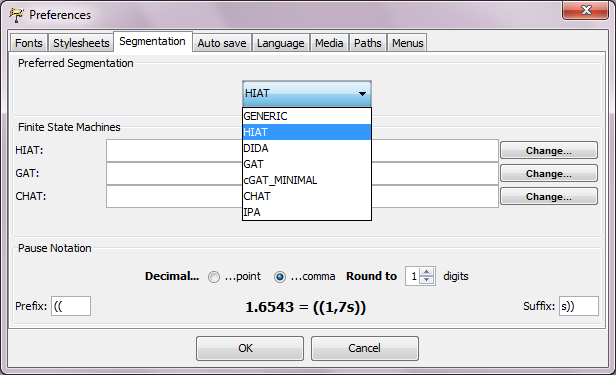 Preferences
Fonts Stylesheets Segmentation Auto save Language Media Paths Menus
Preferred Segmentation
HIAT
GENERIC
HIAT
DIDA
GAT
cGAT_MINIMAL
CHAT
IPA
Finite State Machines
HIAT: Change...
GAT: Change...
CHAT: Change...
Pause Notation
Decimal... ...point ...comma Round to 1 digits
Prefix: (( 1.6543 = ((1,7s)) Suffix: s))
OK Cancel